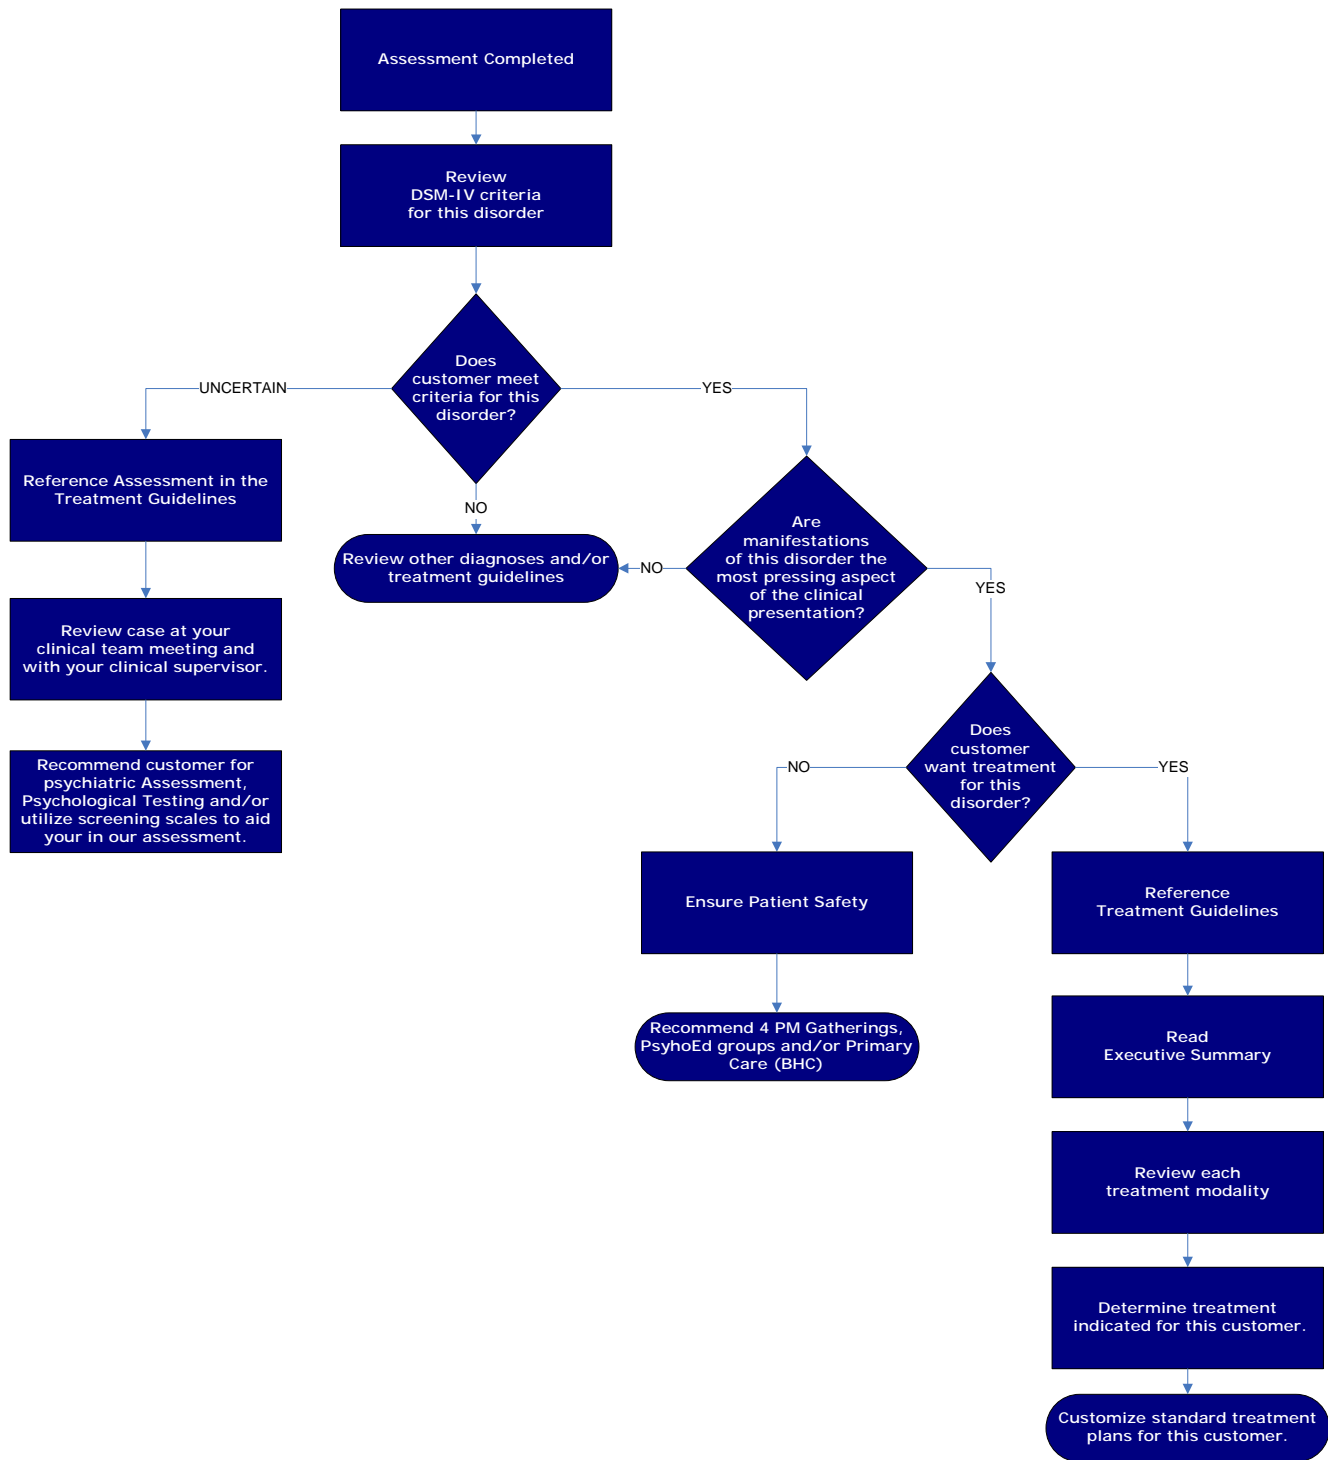 Assessment Completed
Review
DSM-IV criteria
for this disorder
Does
customer meet
criteria for this
disorder?
UNCERTAIN
YES
NO
Reference Assessment in the
Treatment Guidelines
Review case at your
clinical team meeting and
with your clinical supervisor.
Recommend customer for
psychiatric Assessment,
Psychological Testing and/or
utilize screening scales to aid
your in our assessment.
Review other diagnoses and/or
treatment guidelines
NO
Are
manifestations
of this disorder the
most pressing aspect
of the clinical
presentation?
YES
Does
customer
want treatment
for this
disorder?
NO
YES
Ensure Patient Safety
Recommend 4 PM Gatherings,
PsyhoEd groups and/or Primary
Care (BHC)
Reference
Treatment Guidelines
Read
Executive Summary
Review each
treatment modality
Determine treatment
indicated for this customer.
Customize standard treatment
plans for this customer.